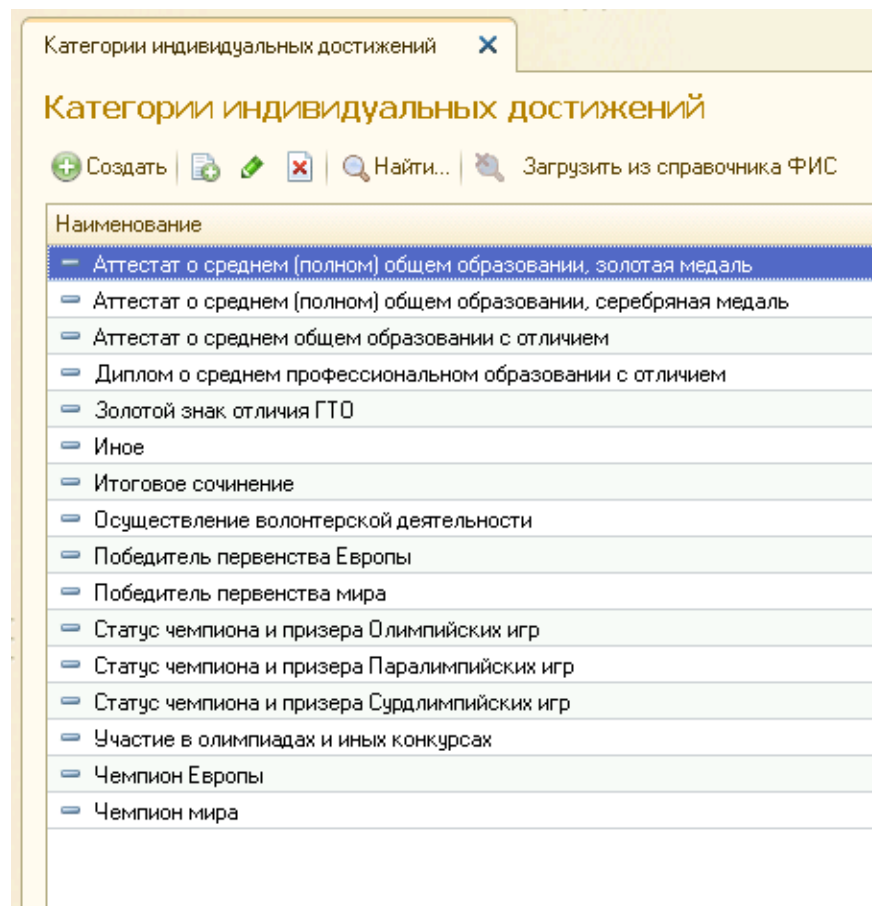 Категории индивидуальных достижений
Категории индивидуальных достижений
Создать Найти... Загрузить из справочника ФИС
Наименование
Аттестат о среднем (полном) общем образовании, золотая медаль
Аттестат о среднем (полном) общем образовании, серебряная медаль
Аттестат о среднем общем образовании с отличием
Диплом о среднем профессиональном образовании с отличием
Золотой знак отличия ГТО
Иное
Итоговое сочинение
Осуществление волонтерской деятельности
Победитель первенства Европы
Победитель первенства мира
Статус чемпиона и призера Олимпийских игр
Статус чемпиона и призера Паралимпийских игр
Статус чемпиона и призера Сурдлимпийских игр
Участие в олимпиадах и иных конкурсах
Чемпион Европы
Чемпион мира